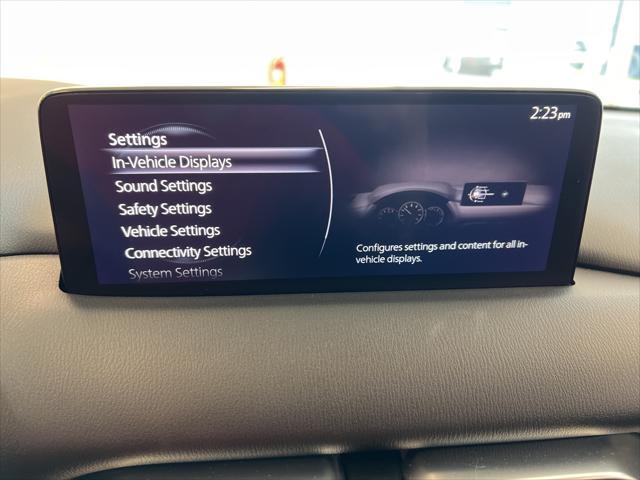 2:23pm
Settings
In-Vehicle Displays
Sound Settings
Safety Settings
Vehicle Settings
Connectivity Settings
System Settings
Configures settings and content for all in-
vehicle displays.